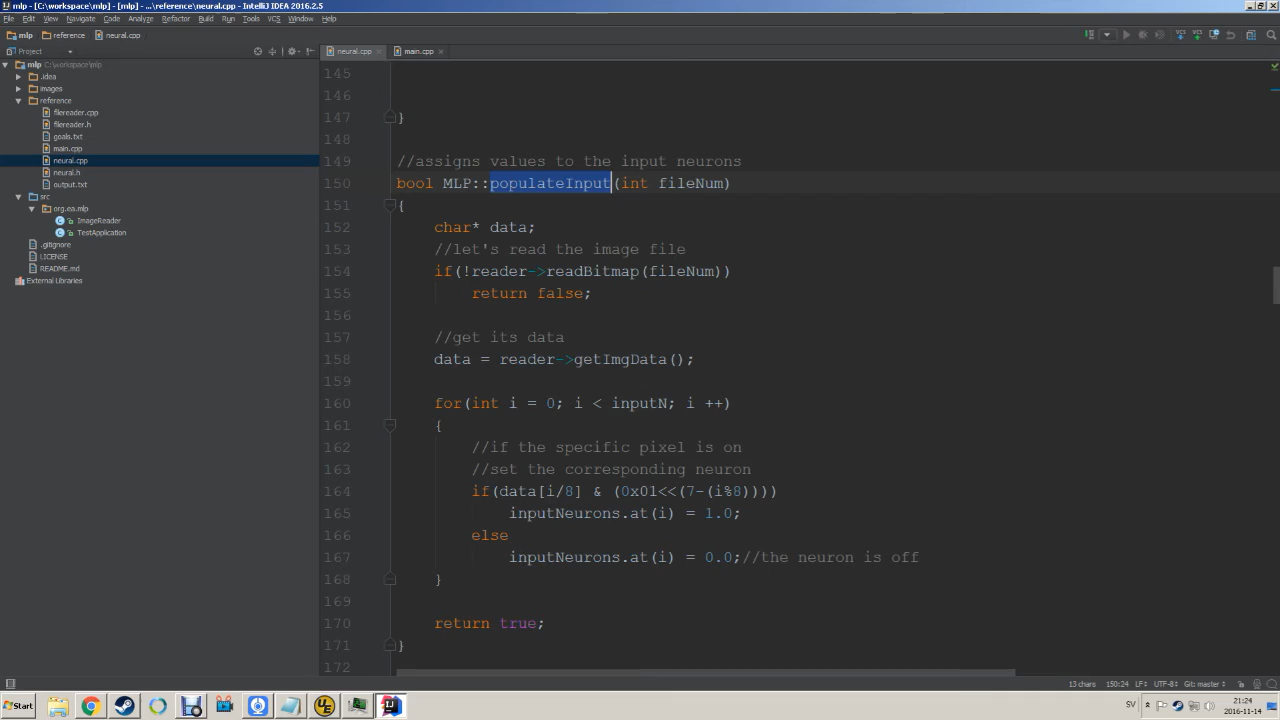 mlp - [C:\workspace\mlp] - [mlp] - ...\reference\neural.cpp - IntelliJ IDEA 2016.2.5
File Edit View Navigate Code Analyze Refactor Build Run Tools VCS Window Help
mlp reference neural.cpp
Project
neural.cpp main.cpp
mlp C:\workspace\mlp
.idea
images
reference
filereader.cpp
filereader.h
goals.txt
main.cpp
neural.cpp
neural.h
output.txt
src
org.ea.mlp
ImageReader
TestApplication
.gitignore
LICENSE
README.md
External Libraries
145
146
147 }
148
149 //assigns values to the input neurons
150 bool MLP::populateInput(int fileNum)
151 {
152 char* data;
153 //let's read the image file
154 if(!reader->readBitmap(fileNum))
155 return false;
156
157 //get its data
158 data = reader->getImgData();
159
160 for(int i = 0; i < inputN; i ++)
161 {
162 //if the specific pixel is on
163 //set the corresponding neuron
164 if(data[i/8] & (0x01<<(7-(i%8))))
165 inputNeurons.at(i) = 1.0;
166 else
167 inputNeurons.at(i) = 0.0;//the neuron is off
168 }
169
170 return true;
171 }
172
13 chars 150:24 LF÷ UTF-8÷ Git: master÷
Start UE SV 21:24
2016-11-14